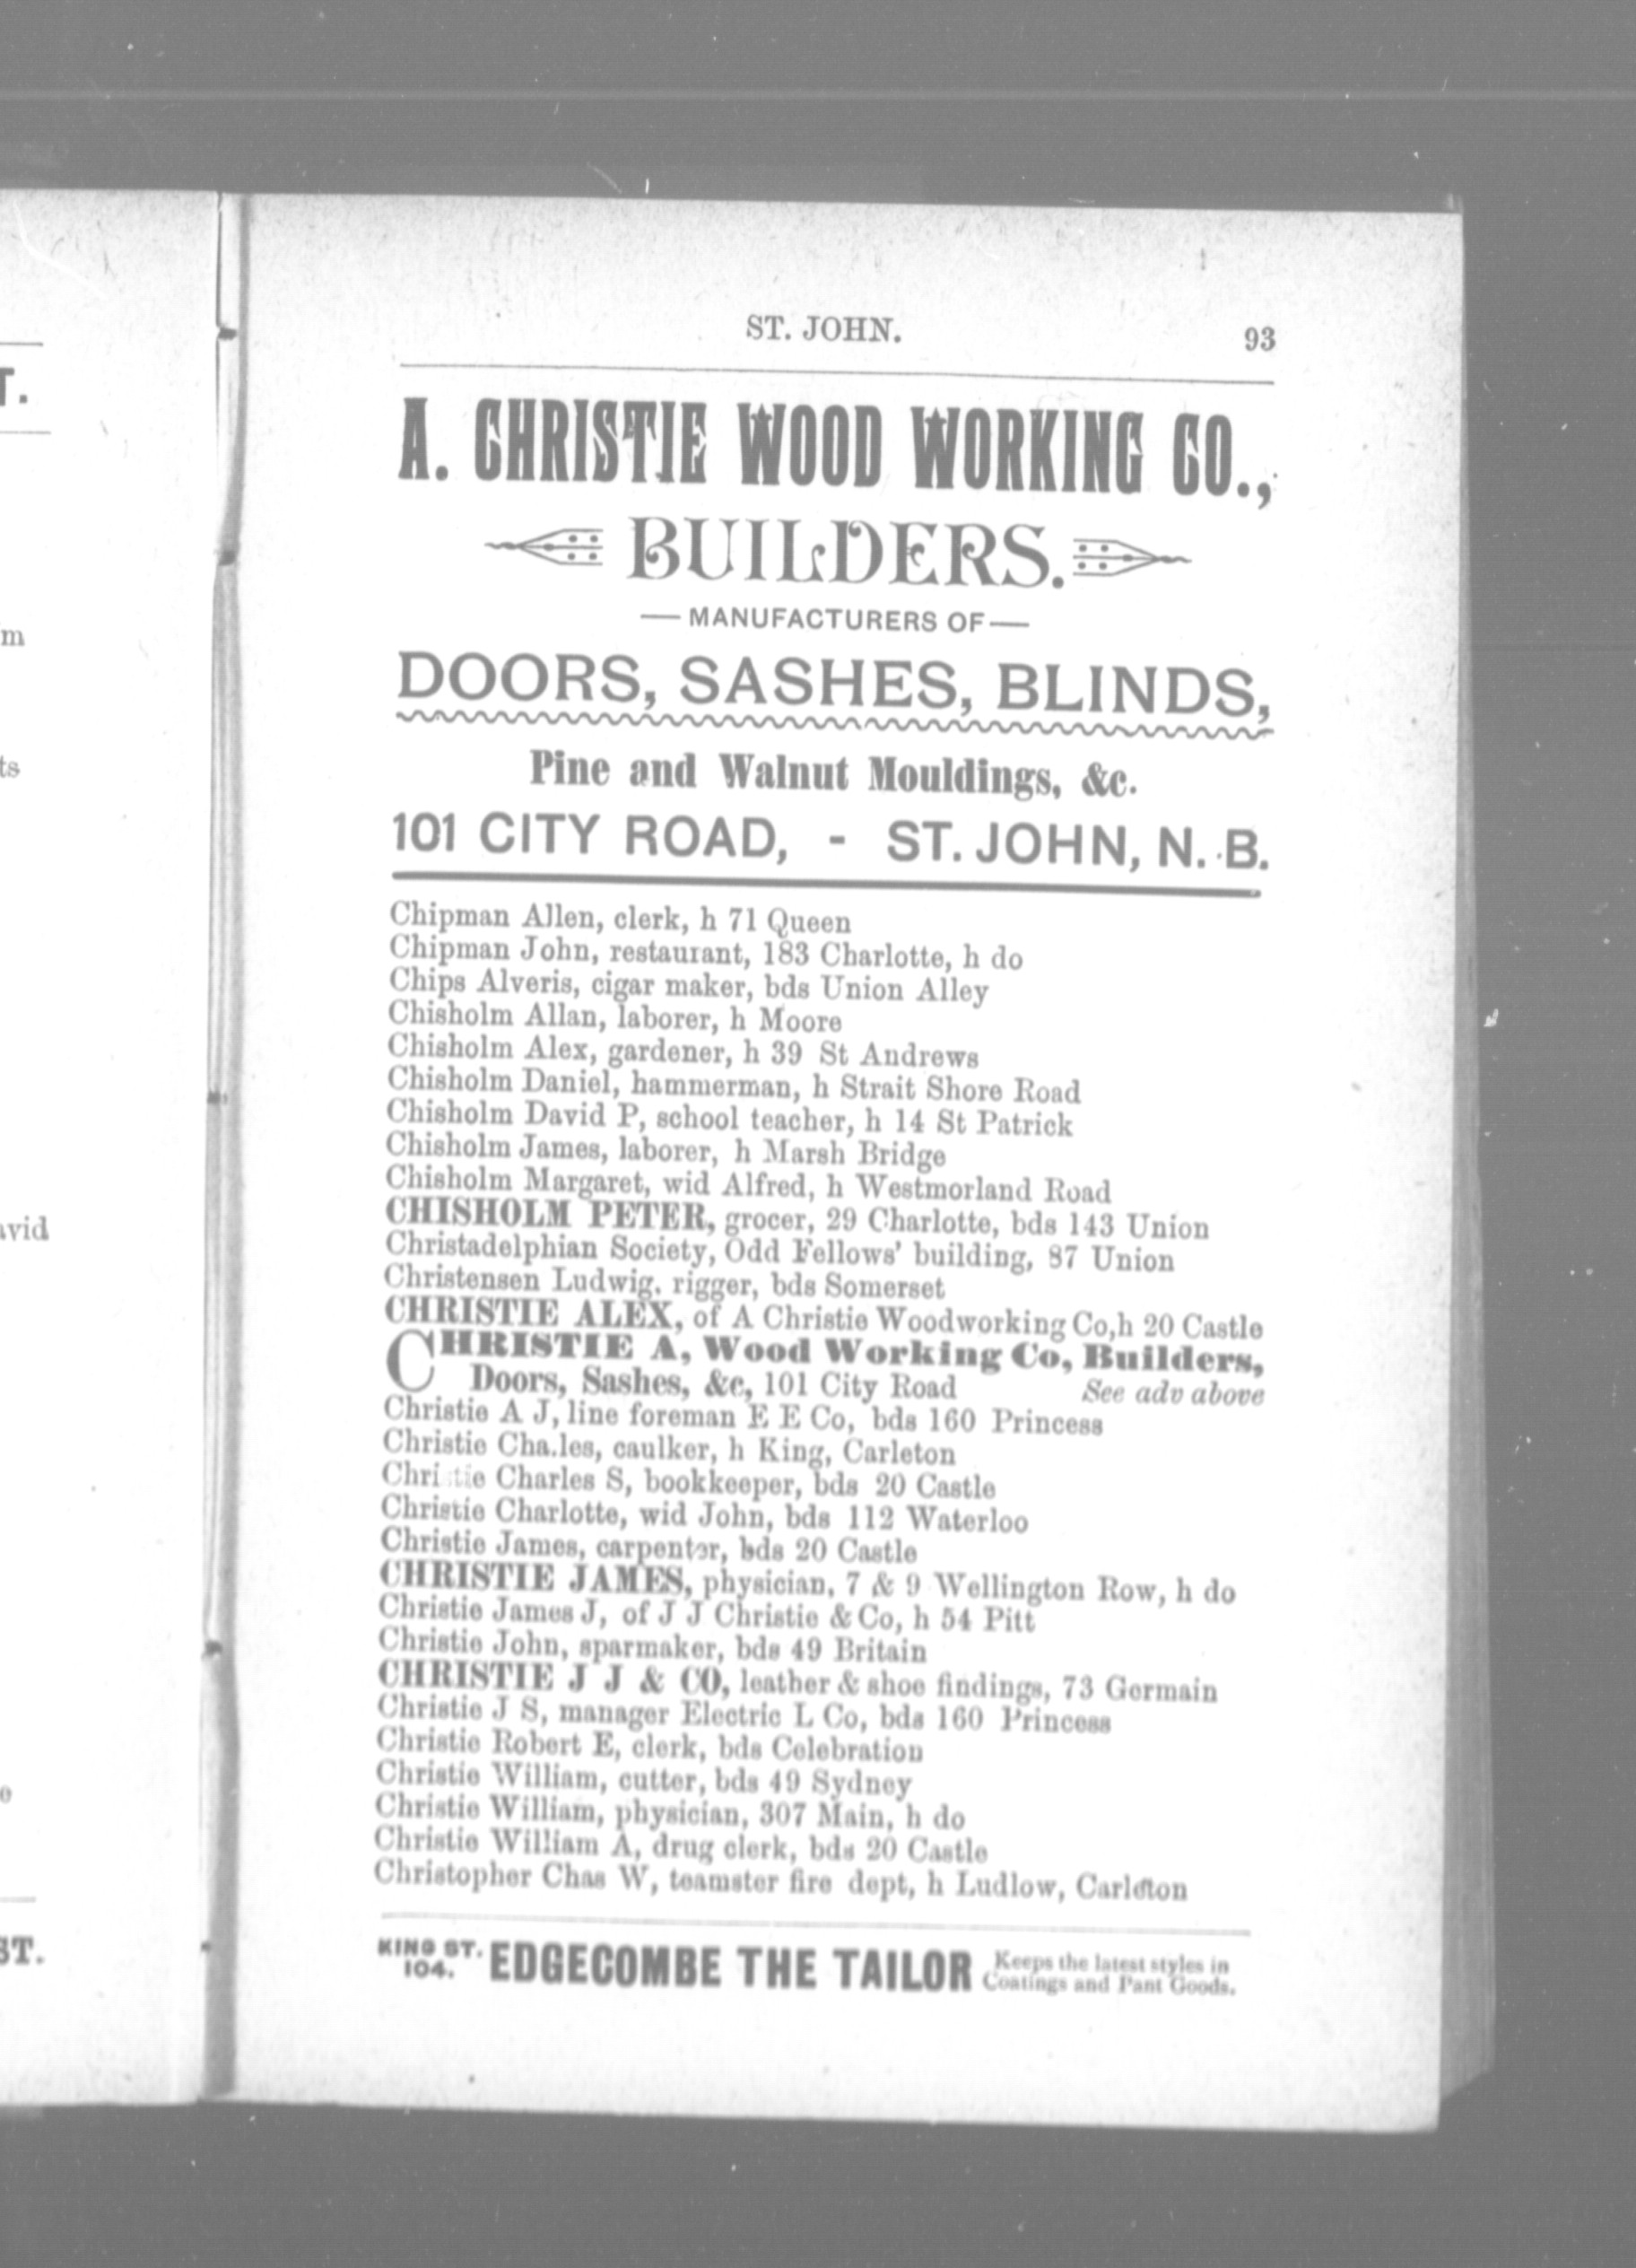 ST. JOHN. 93
A. CHRISTIE WOOD WORKING CO.,
BUILDERS.
— MANUFACTURERS OF —
DOORS, SASHES, BLINDS,
Pine and Walnut Mouldings, &c.
101 CITY ROAD, - ST. JOHN, N. B.
Chipman Allen, clerk, h 71 Queen
Chipman John, restaurant, 183 Charlotte, h do
Chips Alveris, cigar maker, bds Union Alley
Chisholm Allan, laborer, h Moore
Chisholm Alex, gardener, h 39 St Andrews
Chisholm Daniel, hammerman, h Strait Shore Road
Chisholm David P, school teacher, h 14 St Patrick
Chisholm James, laborer, h Marsh Bridge
Chisholm Margaret, wid Alfred, h Westmorland Road
CHISHOLM PETER, grocer, 29 Charlotte, bds 143 Union
Christadelphian Society, Odd Fellows' building, 87 Union
Christensen Ludwig, rigger, bds Somerset
CHRISTIE ALEX, of A Christie Woodworking Co, h 20 Castle
CHRISTIE A, Wood Working Co, Builders,
Doors, Sashes, &c, 101 City Road See adv above
Christie A J, line foreman E E Co, bds 160 Princess
Christie Cha.les, caulker, h King, Carleton
Christie Charles S, bookkeeper, bds 20 Castle
Christie Charlotte, wid John, bds 112 Waterloo
Christie James, carpenter, bds 20 Castle
CHRISTIE JAMES, physician, 7 & 9 Wellington Row, h do
Christie James J, of J J Christie & Co, h 54 Pitt
Christie John, sparmaker, bds 49 Britain
CHRISTIE J J & CO, leather & shoe findings, 73 Germain
Christie J S, manager Electric L Co, bds 160 Princess
Christie Robert E, clerk, bds Celebration
Christie William, cutter, bds 49 Sydney
Christie William, physician, 307 Main, h do
Christie William A, drug clerk, bds 20 Castle
Christopher Chas W, teamster fire dept, h Ludlow, Carleton
KING ST. 104. EDGECOMBE THE TAILOR Keeps the latest styles in
Coatings and Pant Goods.